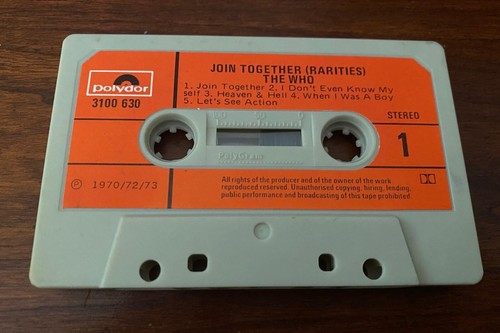 JOIN TOGETHER (RARITIES)
THE WHO
1. Join Together 2. I Don't Even Know My
self 3. Heaven & Hell 4. When I Was A Boy
5. Let's See Action
polydor
3100 630
STEREO
1
100 50 0
PolyGram
℗ 1970/72/73
All rights of the producer and of the owner of the work
reproduced reserved. Unauthorised copying, hiring, lending,
public performance and broadcasting of this tape prohibited